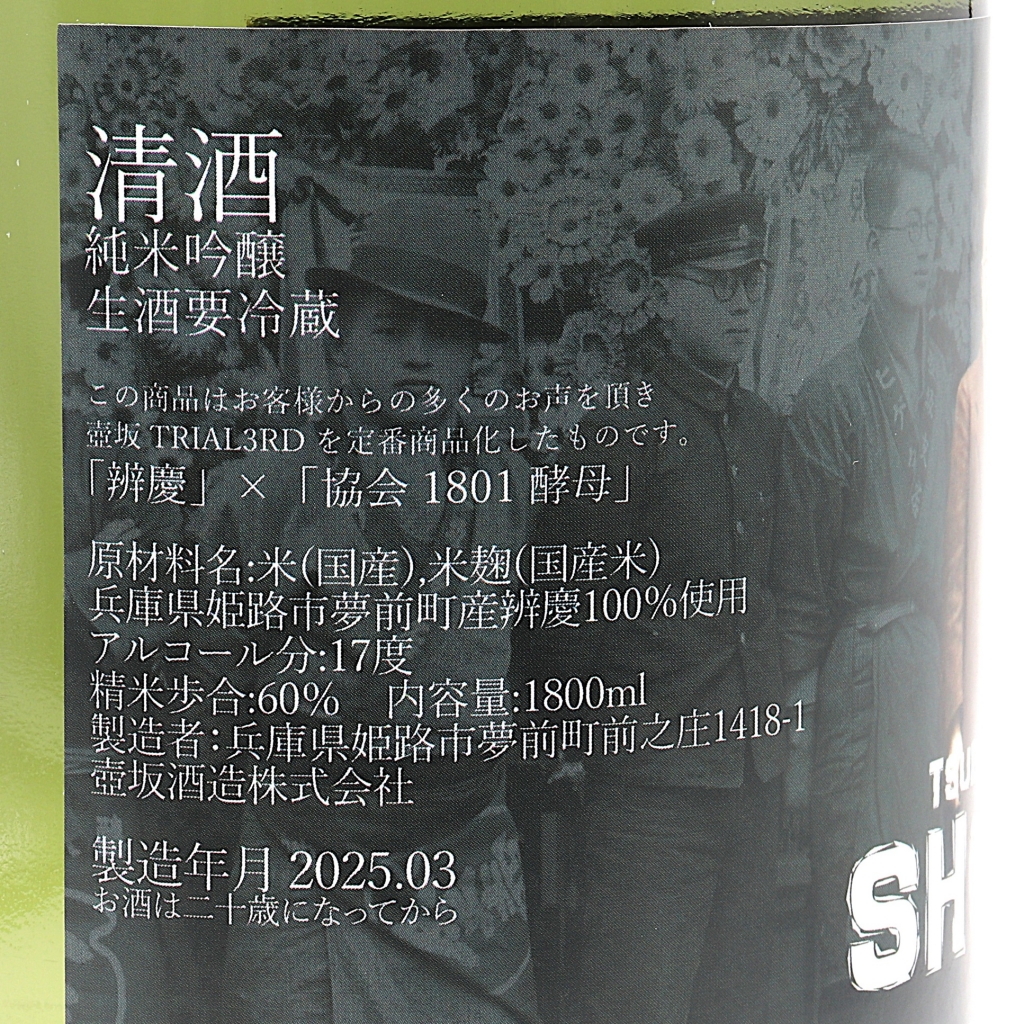 清酒
純米吟醸
生酒要冷蔵
この商品はお客様からの多くのお声を頂き
壺坂 TRIAL3RD を定番商品化したものです。
「辨慶」×「協会 1801 酵母」
原材料名:米(国産),米麹(国産米)
兵庫県姫路市夢前町産辨慶100%使用
アルコール分:17度
精米歩合:60% 内容量:1800ml
製造者:兵庫県姫路市夢前町前之庄1418-1
壺坂酒造株式会社
製造年月 2025.03
お酒は二十歳になってから
TSU
SH